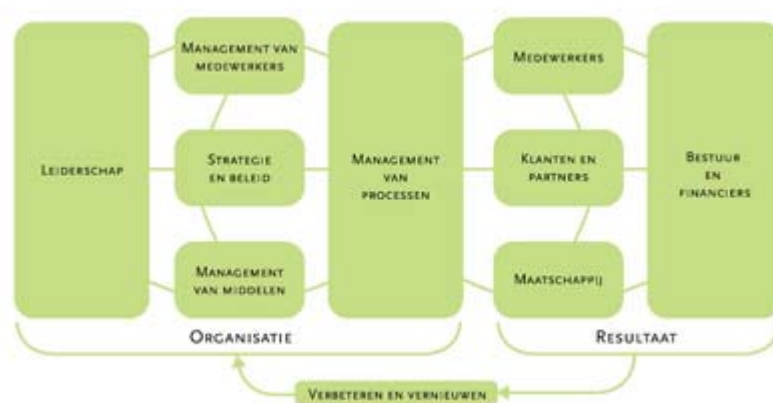 LEIDERSCHAP
MANAGEMENT VAN
MEDEWERKERS
STRATEGIE
EN BELEID
MANAGEMENT
VAN MIDDELEN
MANAGEMENT
VAN
PROCESSEN
MEDEWERKERS
KLANTEN EN
PARTNERS
MAATSCHAPPIJ
BESTUUR
EN
FINANCIERS
ORGANISATIE
RESULTAAT
VERBETEREN EN VERNIEUWEN